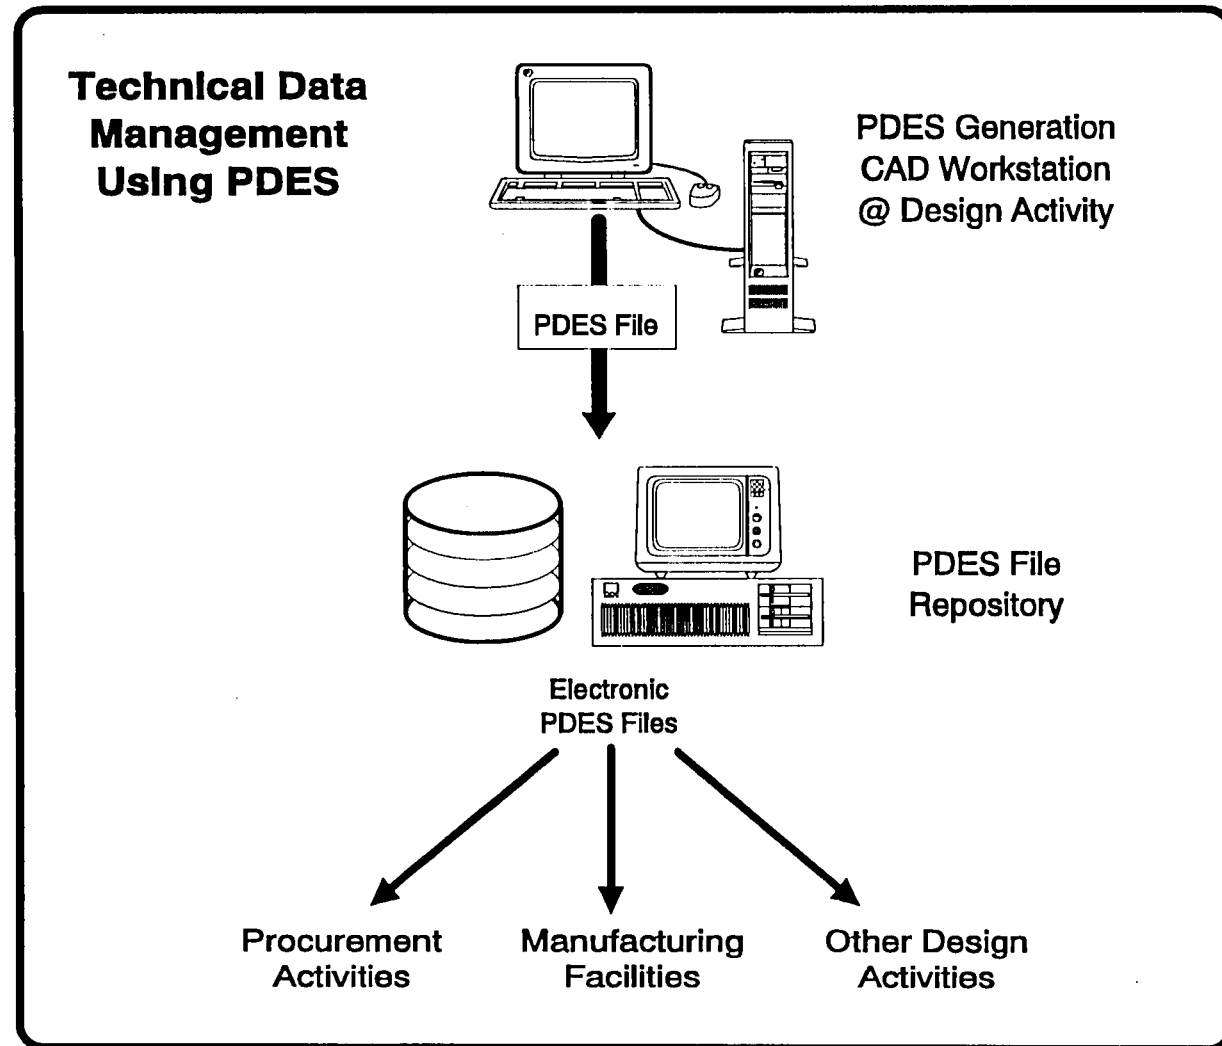 Technical Data
Management
Using PDES
PDES Generation
CAD Workstation
@ Design Activity
PDES File
PDES File
Repository
Electronic
PDES Files
Procurement
Activities
Manufacturing
Facilities
Other Design
Activities